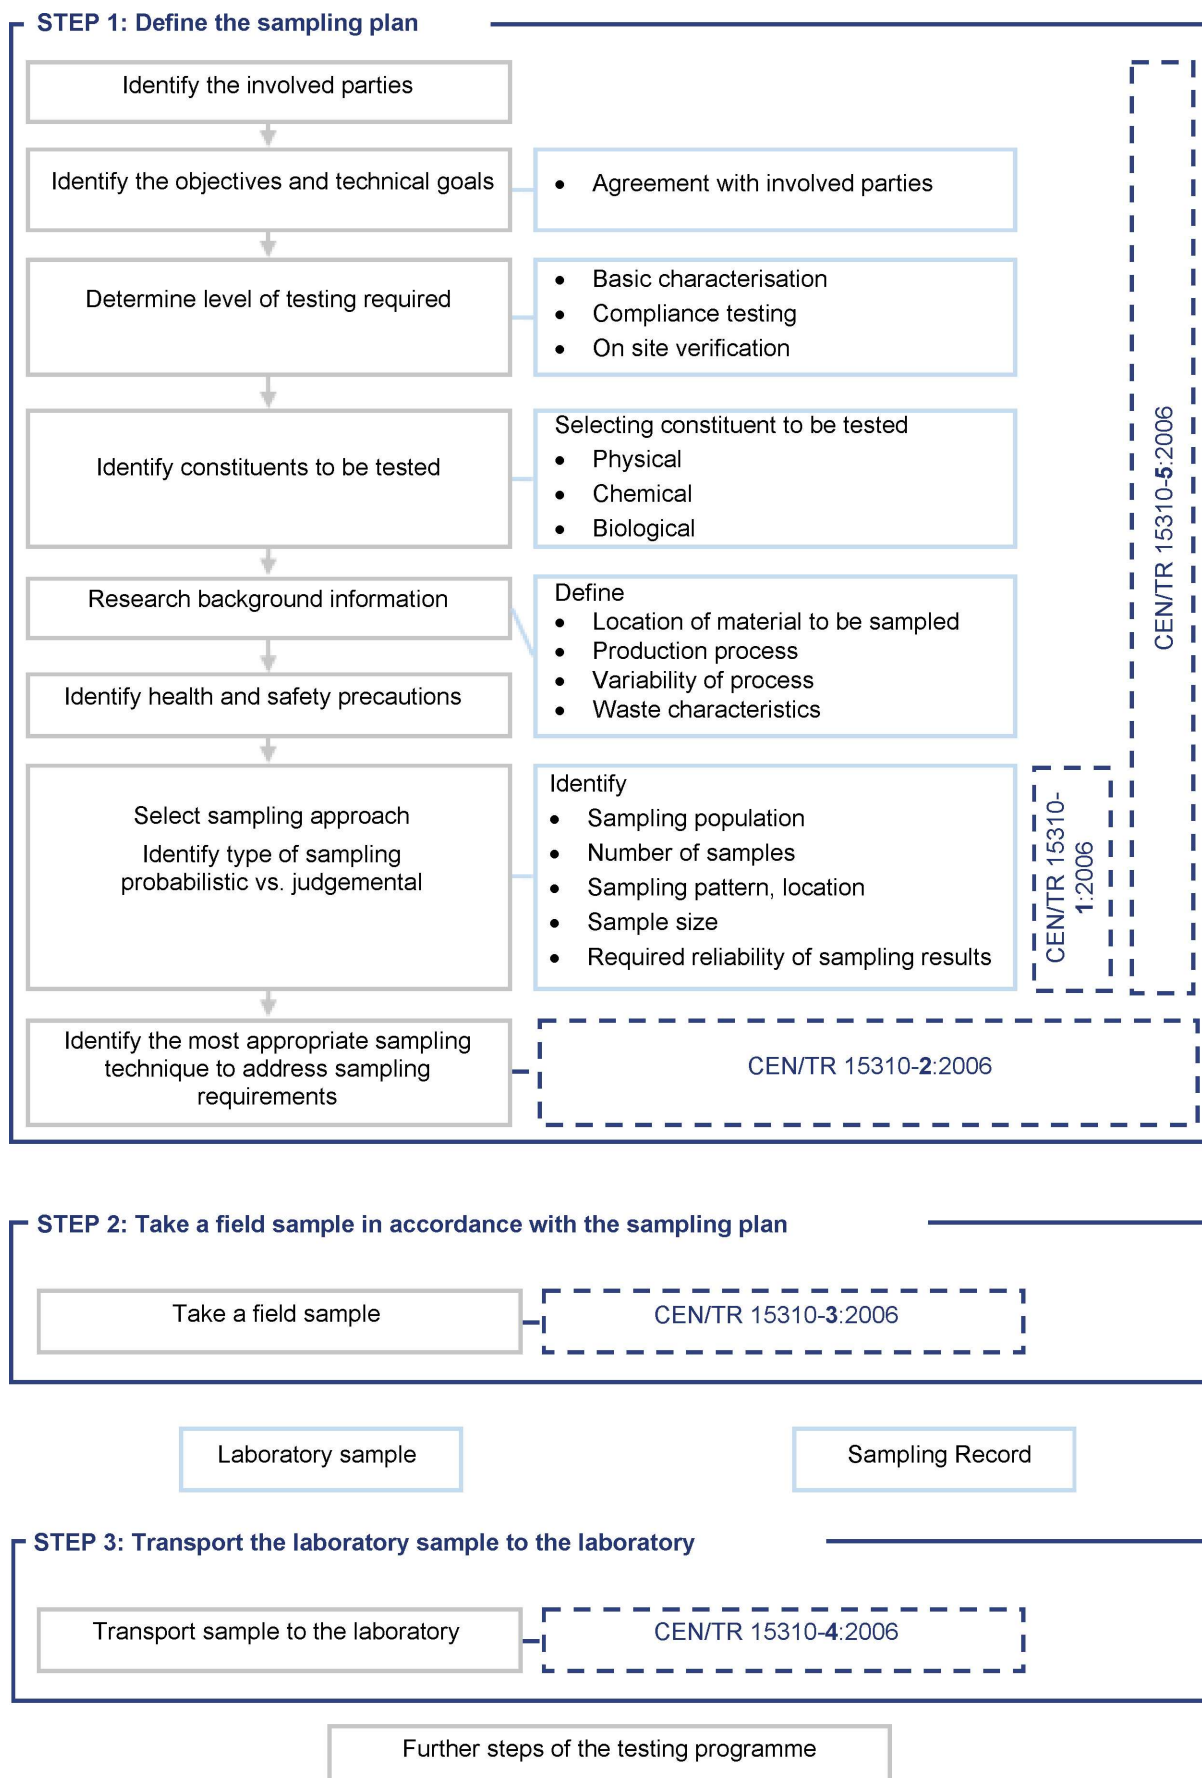 STEP 1: Define the sampling plan
Identify the involved parties
Identify the objectives and technical goals
• Agreement with involved parties
Determine level of testing required
• Basic characterisation
• Compliance testing
• On site verification
Identify constituents to be tested
Selecting constituent to be tested
• Physical
• Chemical
• Biological
Research background information
Define
• Location of material to be sampled
• Production process
• Variability of process
• Waste characteristics
Identify health and safety precautions
Select sampling approach
Identify type of sampling
probabilistic vs. judgemental
Identify
• Sampling population
• Number of samples
• Sampling pattern, location
• Sample size
• Required reliability of sampling results
CEN/TR 15310-
1:2006
CEN/TR 15310-5:2006
Identify the most appropriate sampling
technique to address sampling
requirements
CEN/TR 15310-2:2006
STEP 2: Take a field sample in accordance with the sampling plan
Take a field sample
CEN/TR 15310-3:2006
Laboratory sample
Sampling Record
STEP 3: Transport the laboratory sample to the laboratory
Transport sample to the laboratory
CEN/TR 15310-4:2006
Further steps of the testing programme